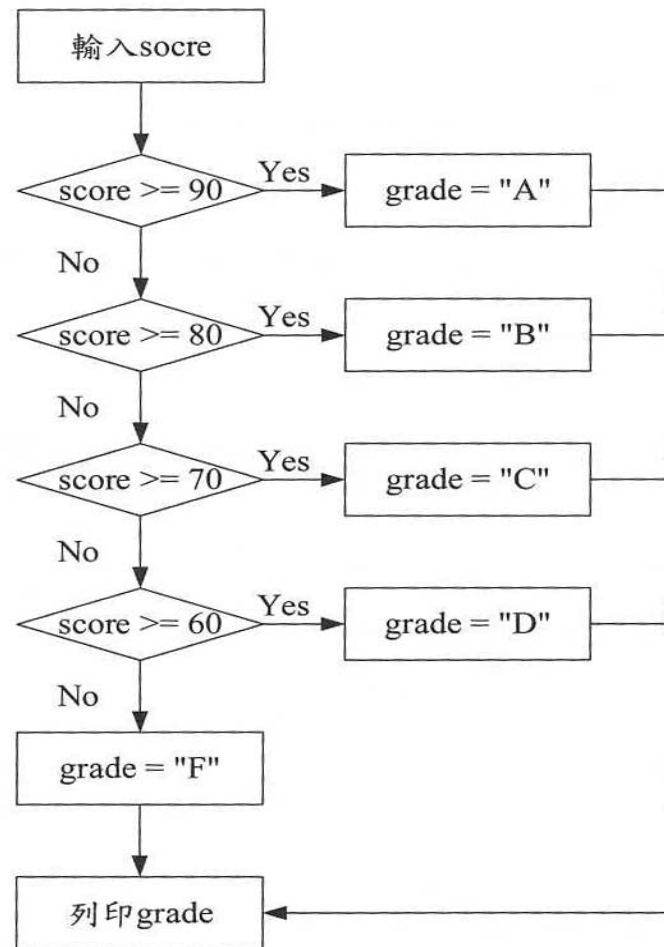 輸入socre
score >= 90
Yes
grade = "A"
No
score >= 80
Yes
grade = "B"
No
score >= 70
Yes
grade = "C"
No
score >= 60
Yes
grade = "D"
No
grade = "F"
列印grade